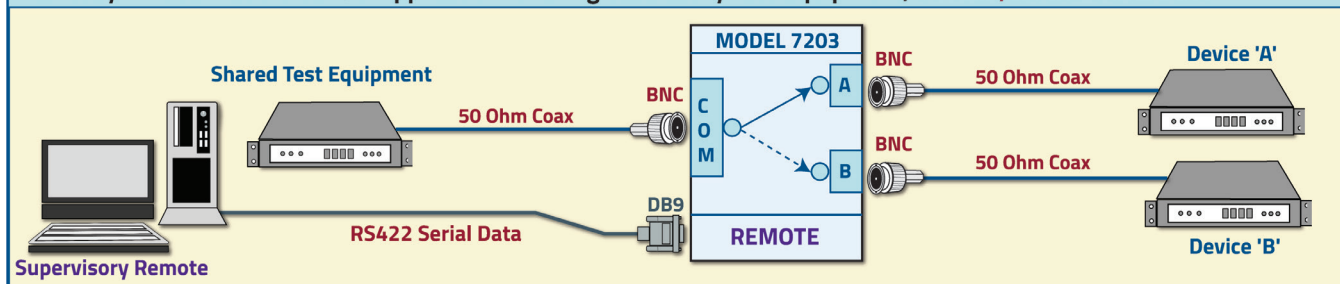 MODEL 7203
Shared Test Equipment
Device 'A'
BNC
50 Ohm Coax
A
BNC
50 Ohm Coax
COM
BNC
50 Ohm Coax
B
DB9
RS422 Serial Data
REMOTE
Device 'B'
Supervisory Remote